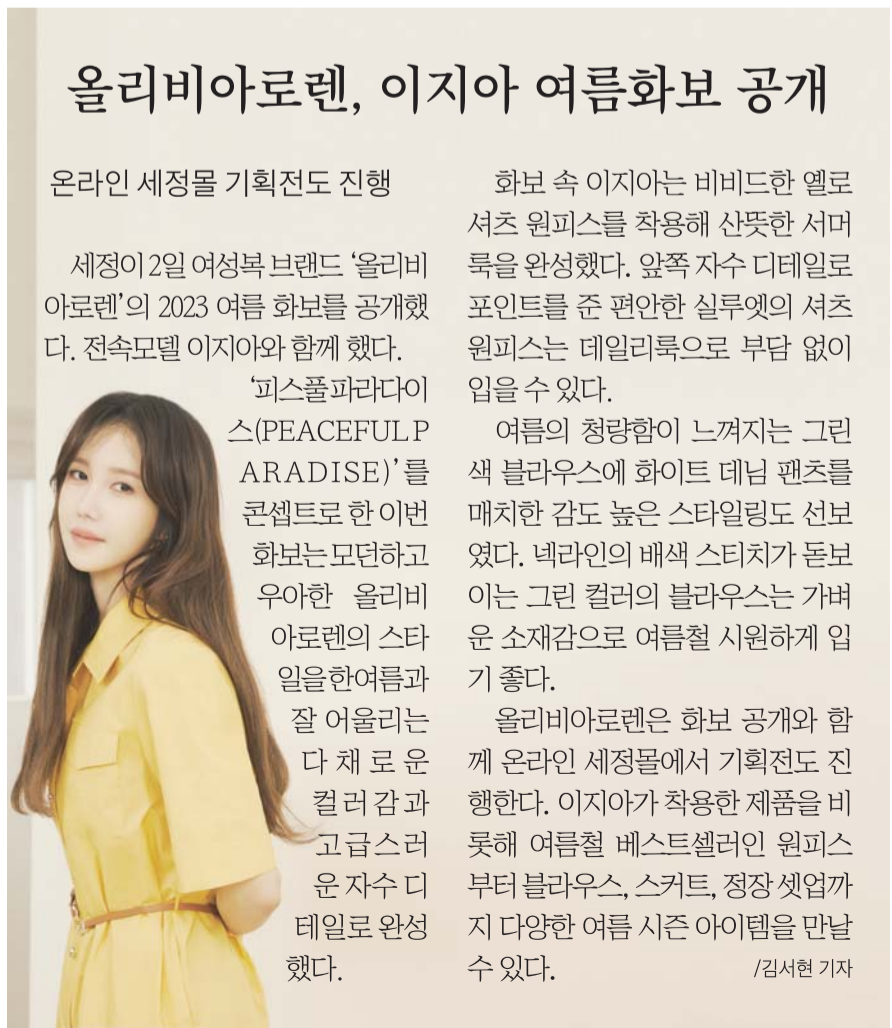 올리비아로렌, 이지아 여름화보 공개
온라인 세정몰 기획전도 진행
세정이 2일 여성복 브랜드 ‘올리비
아로렌’의 2023 여름 화보를 공개했
다. 전속모델 이지아와 함께 했다.
‘피스풀파라다이
스(PEACEFUL P
ARADISE)’를
콘셉트로 한 이번
화보는 모던하고
우아한 올리비
아로렌의 스타
일을 한여름과
잘 어울리는
다채로운
컬러감과
고급스러
운 자수 디
테일로 완성
했다.
화보 속 이지아는 비비드한 옐로
셔츠 원피스를 착용해 산뜻한 서머
룩을 완성했다. 앞쪽 자수 디테일로
포인트를 준 편안한 실루엣의 셔츠
원피스는 데일리룩으로 부담 없이
입을 수 있다.
여름의 청량함이 느껴지는 그린
색 블라우스에 화이트 데님 팬츠를
매치한 감도 높은 스타일링도 선보
였다. 넥라인의 배색 스티치가 돋보
이는 그린 컬러의 블라우스는 가벼
운 소재감으로 여름철 시원하게 입
기 좋다.
올리비아로렌은 화보 공개와 함
께 온라인 세정몰에서 기획전도 진
행한다. 이지아가 착용한 제품을 비
롯해 여름철 베스트셀러인 원피스
부터 블라우스, 스커트, 정장 셋업까
지 다양한 여름 시즌 아이템을 만날
수 있다.
/김서현 기자